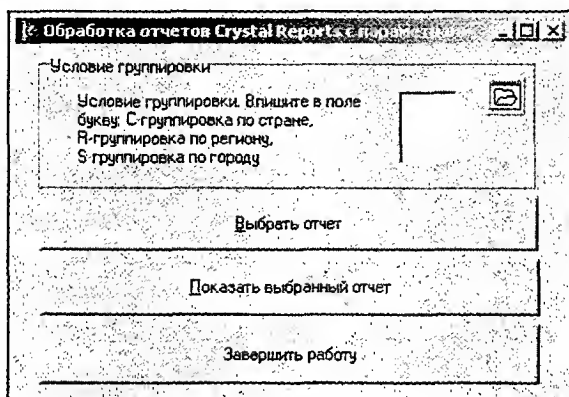 Обработка отчетов Crystal Reports с
Условие группировки
Условие группировки. Впишите в поле
букву: C-группировка по стране,
R-группировка по региону,
S-группировка по городу
Выбрать отчет
Показать выбранный отчет
Завершить работу